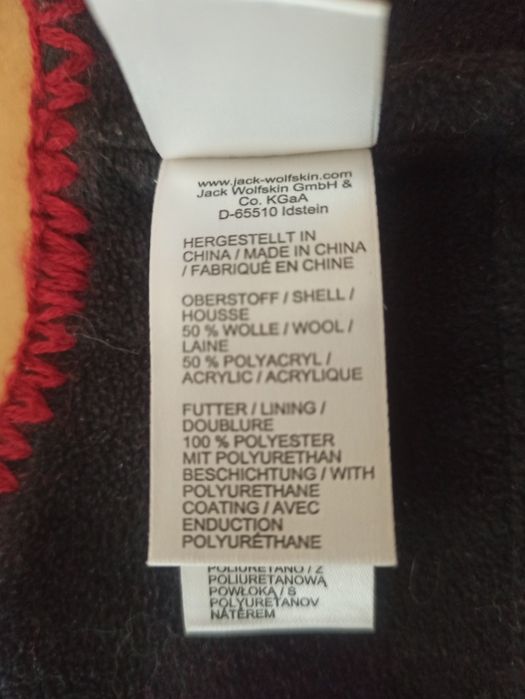 www.jack-wolfskin.com
Jack Wolfskin GmbH &
Co. KGaA
D-65510 Idstein
HERGESTELLT IN
CHINA / MADE IN CHINA
/ FABRIQUÉ EN CHINE
OBERSTOFF / SHELL /
HOUSSE
50 % WOLLE / WOOL /
LAINE
50 % POLYACRYL /
ACRYLIC / ACRYLIQUE
FUTTER / LINING /
DOUBLURE
100 % POLYESTER
MIT POLYURETHAN
BESCHICHTUNG / WITH
POLYURETHANE
COATING / AVEC
ENDUCTION
POLYURÉTHANE
POLIURETANO / Z
POLIURETANOWĄ
POWŁOKĄ / S
POLYURETANOV
NÁTĚREM